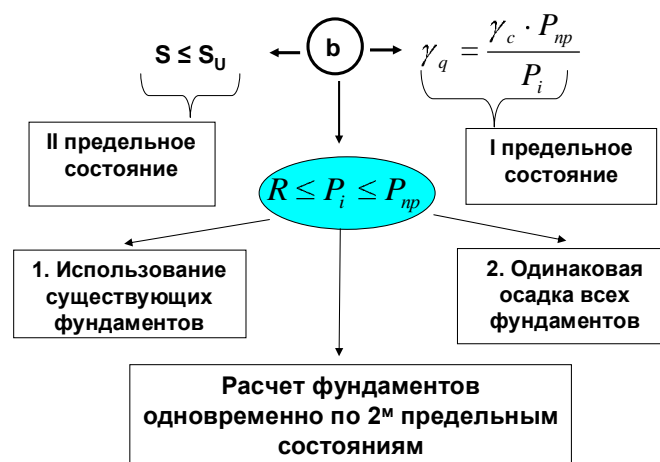 S ≤ S_U
b
γ_q = γ_c · P_пр / P_i
II предельное
состояние
I предельное
состояние
R ≤ P_i ≤ P_пр
1. Использование
существующих
фундаментов
2. Одинаковая
осадка всех
фундаментов
Расчет фундаментов
одновременно по 2ᴹ предельным
состояниям